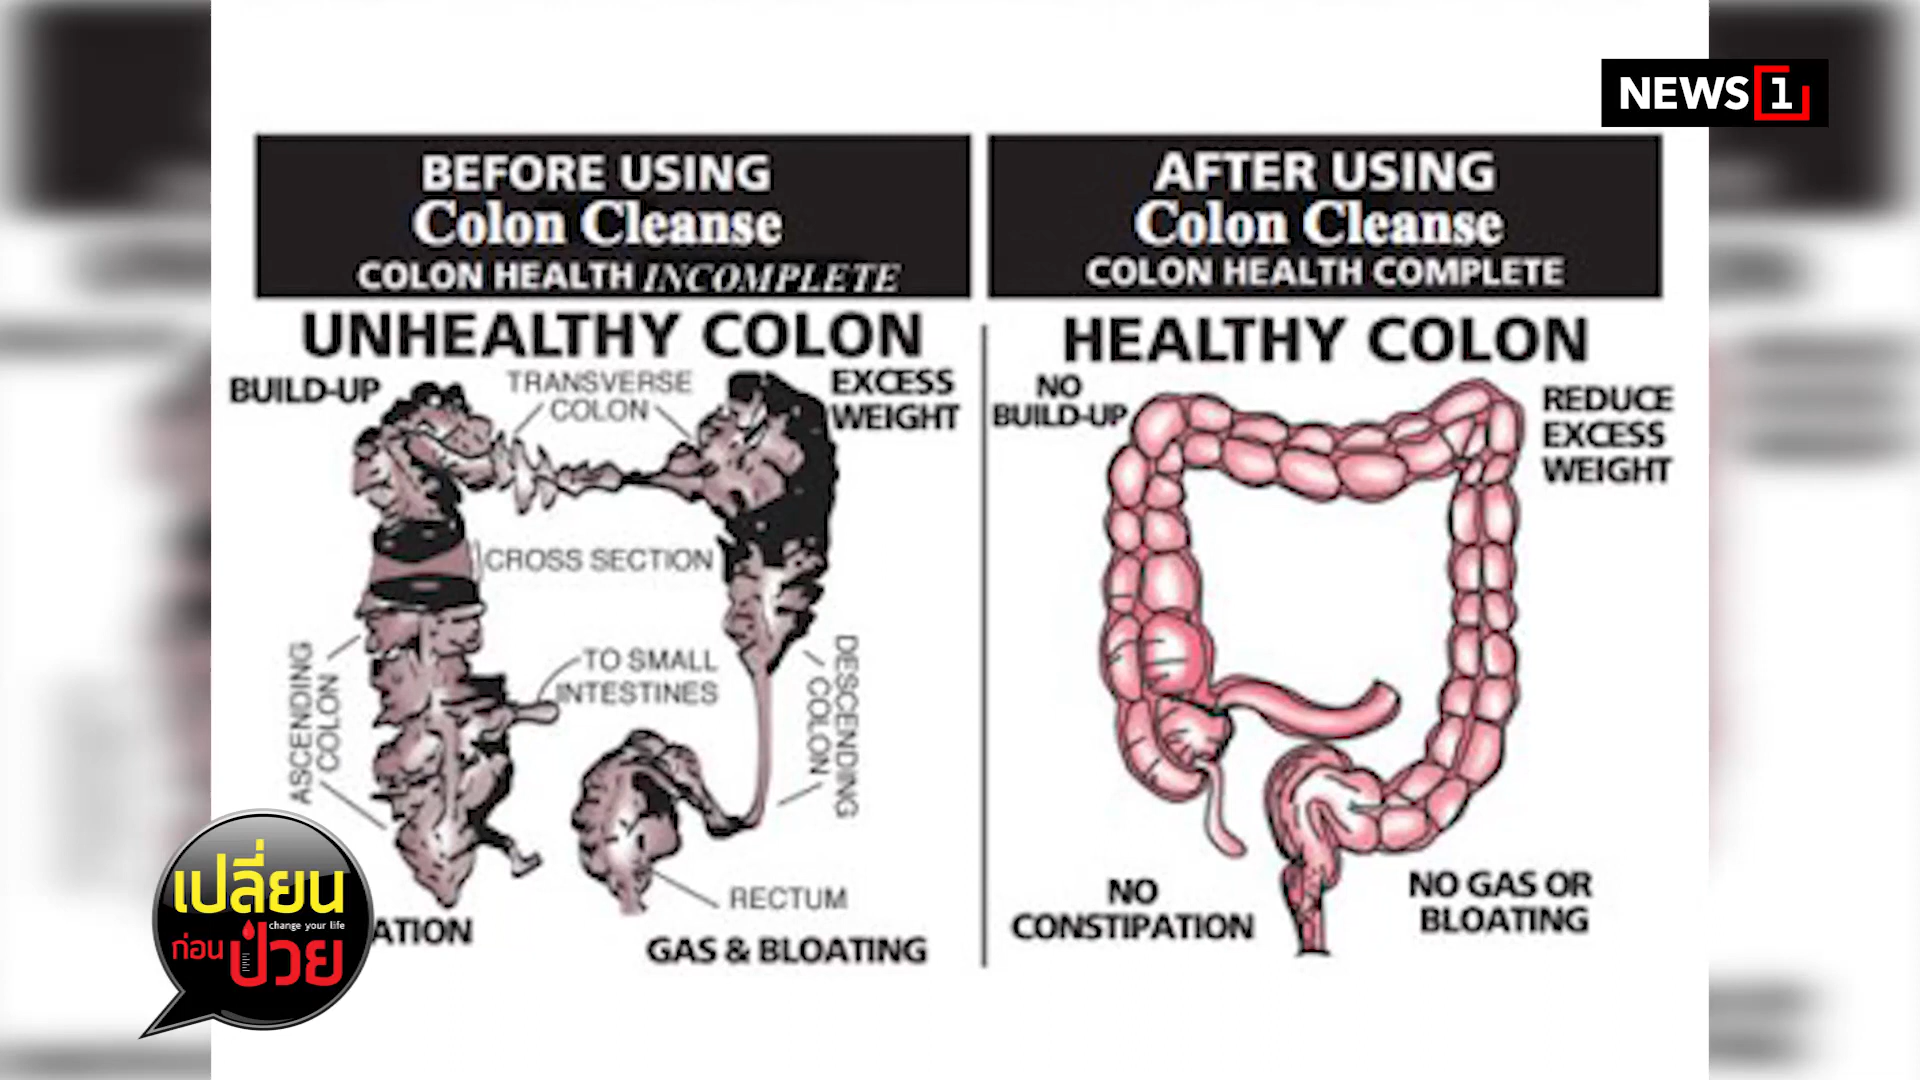 NEWS 1
BEFORE USING
Colon Cleanse
COLON HEALTH INCOMPLETE
UNHEALTHY COLON
BUILD-UP
TRANSVERSE
COLON
EXCESS
WEIGHT
CROSS SECTION
TO SMALL
INTESTINES
ASCENDING
COLON
DESCENDING
COLON
RECTUM
ATION
GAS & BLOATING
AFTER USING
Colon Cleanse
COLON HEALTH COMPLETE
HEALTHY COLON
NO
BUILD-UP
REDUCE
EXCESS
WEIGHT
NO
CONSTIPATION
NO GAS OR
BLOATING
เปลี่ยน
change your life
ก่อนป่วย